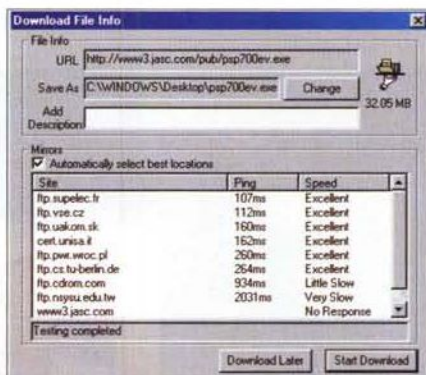 Download File Info
File Info
URL http://www3.jasc.com/pub/psp700ev.exe
Save As C:\WINDOWS\Desktop\psp700ev.exe Change
Add Description
32.05 MB
Mirrors
Automatically select best locations
Site Ping Speed
ftp.supelec.fr 107ms Excellent
ftp.vse.cz 112ms Excellent
ftp.uakom.sk 160ms Excellent
cert.unisa.it 162ms Excellent
ftp.pwr.wroc.pl 260ms Excellent
ftp.cs.tu-berlin.de 264ms Excellent
ftp.cdrom.com 934ms Little Slow
ftp.nsysu.edu.tw 2031ms Very Slow
www3.jasc.com No Response
Testing completed
Download Later Start Download